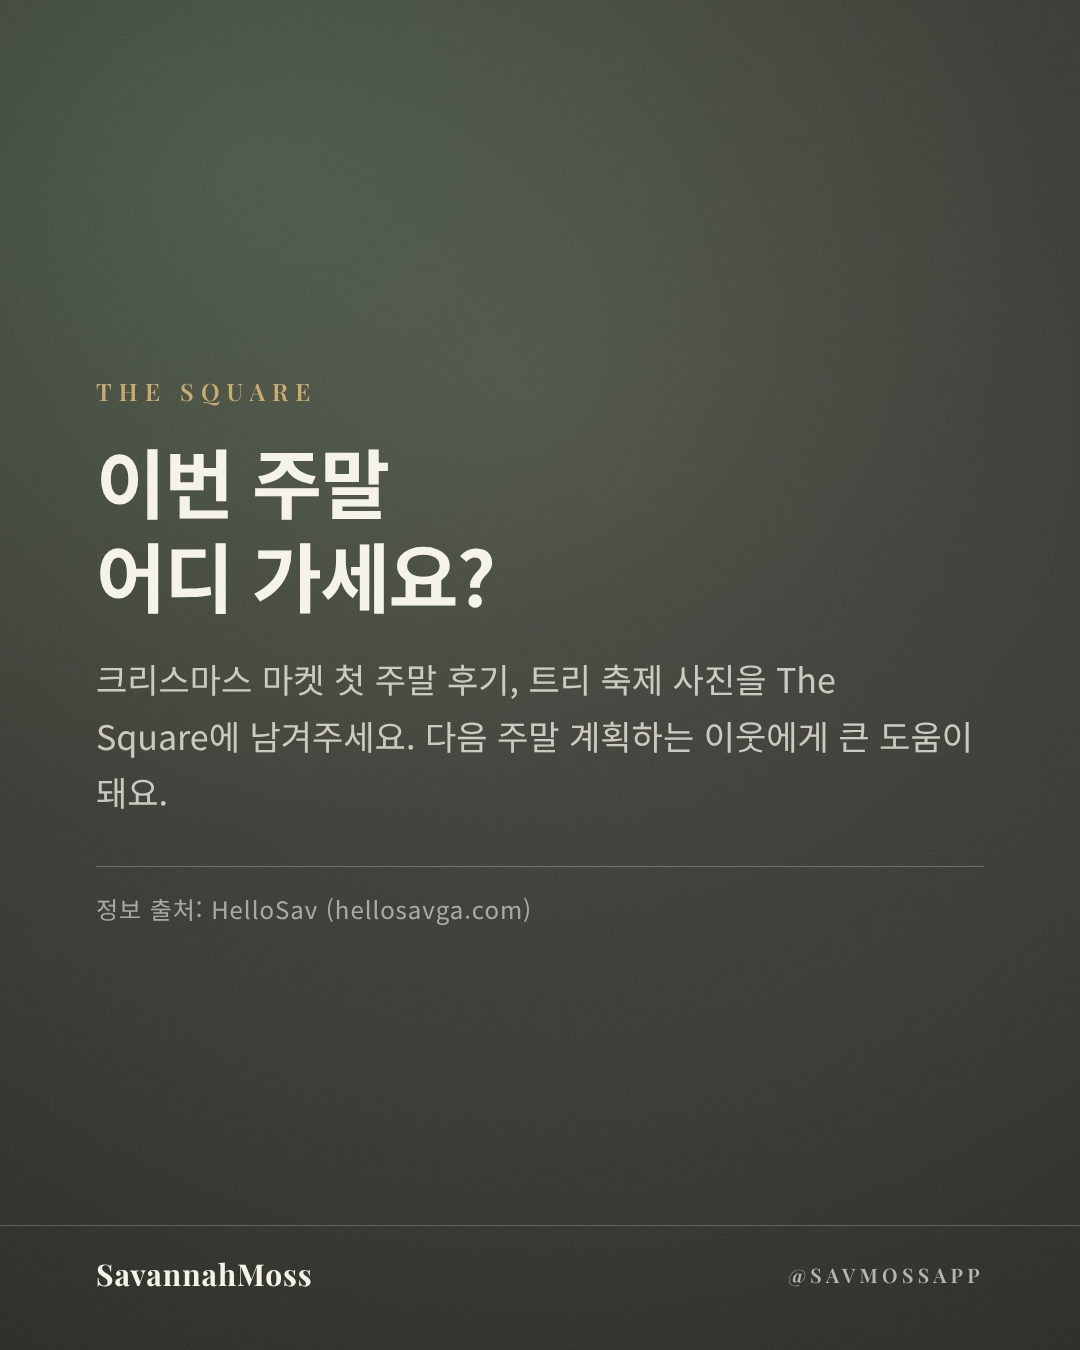 THE SQUARE
이번 주말
어디 가세요?
크리스마스 마켓 첫 주말 후기, 트리 축제 사진을 The
Square에 남겨주세요. 다음 주말 계획하는 이웃에게 큰 도움이
돼요.
정보 출처: HelloSav (hellosavga.com)
SavannahMoss
@SAVMOSSAPP